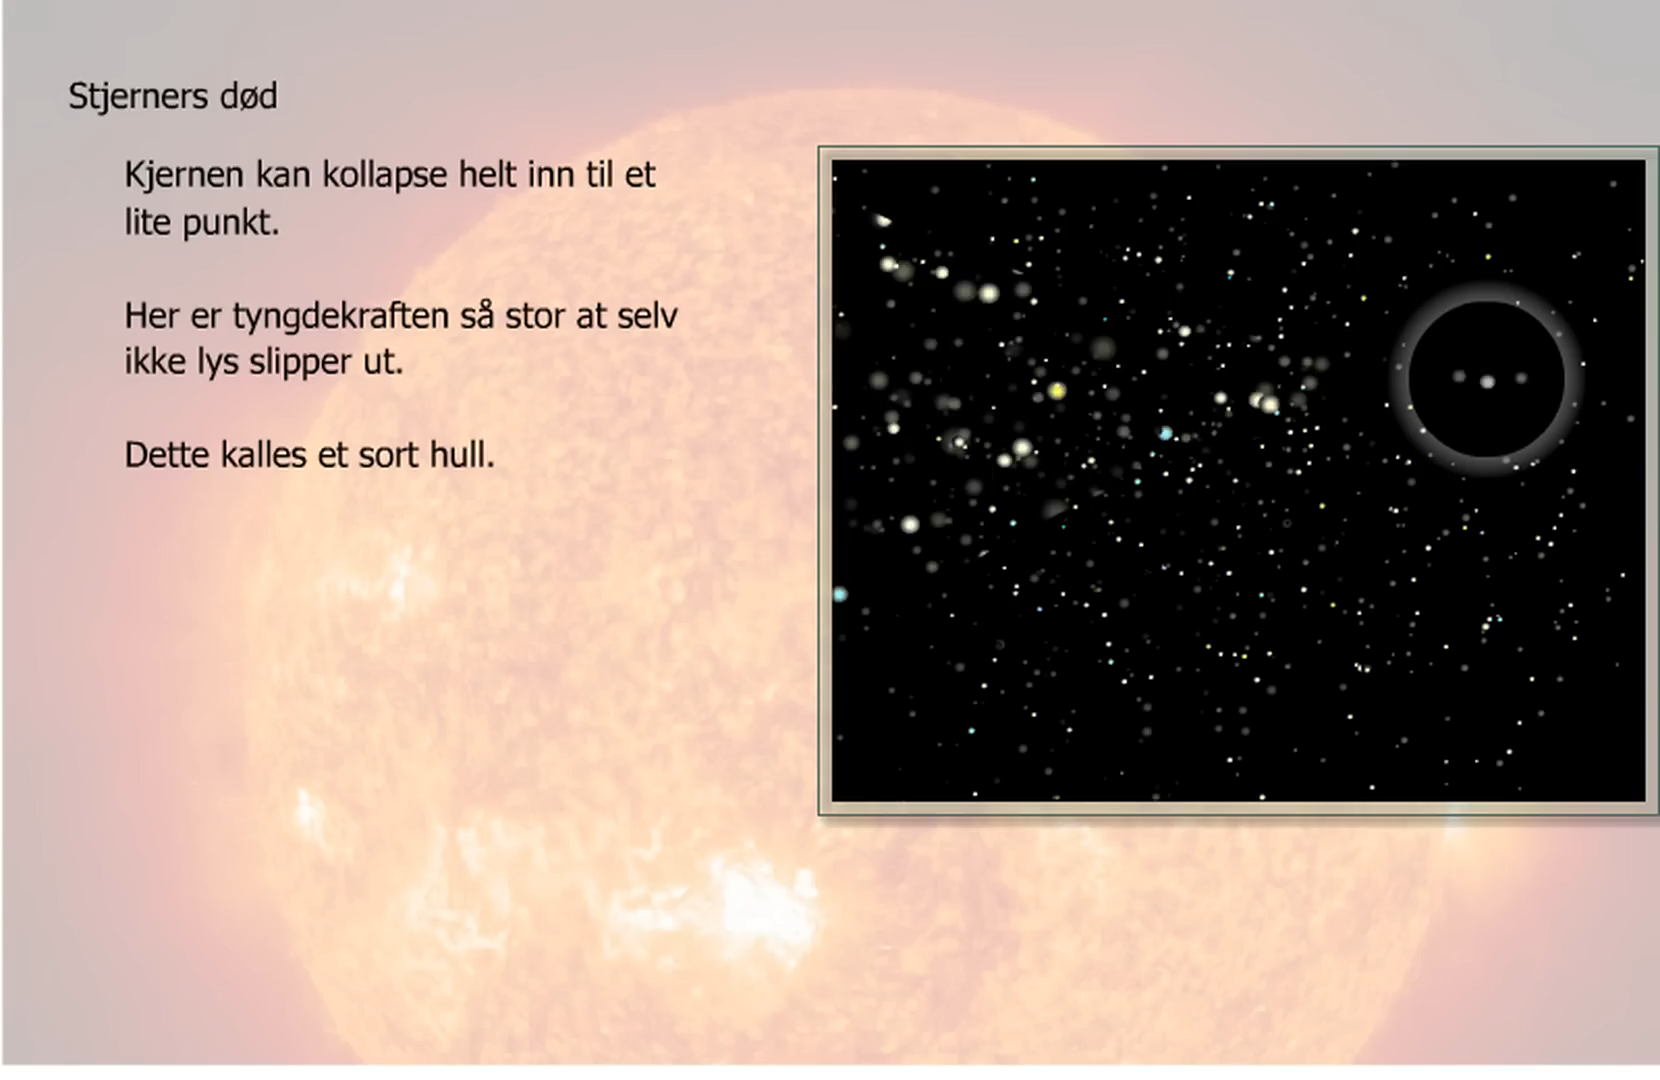 Stjerners død
Kjernen kan kollapse helt inn til et
lite punkt.
Her er tyngdekraften så stor at selv
ikke lys slipper ut.
Dette kalles et sort hull.